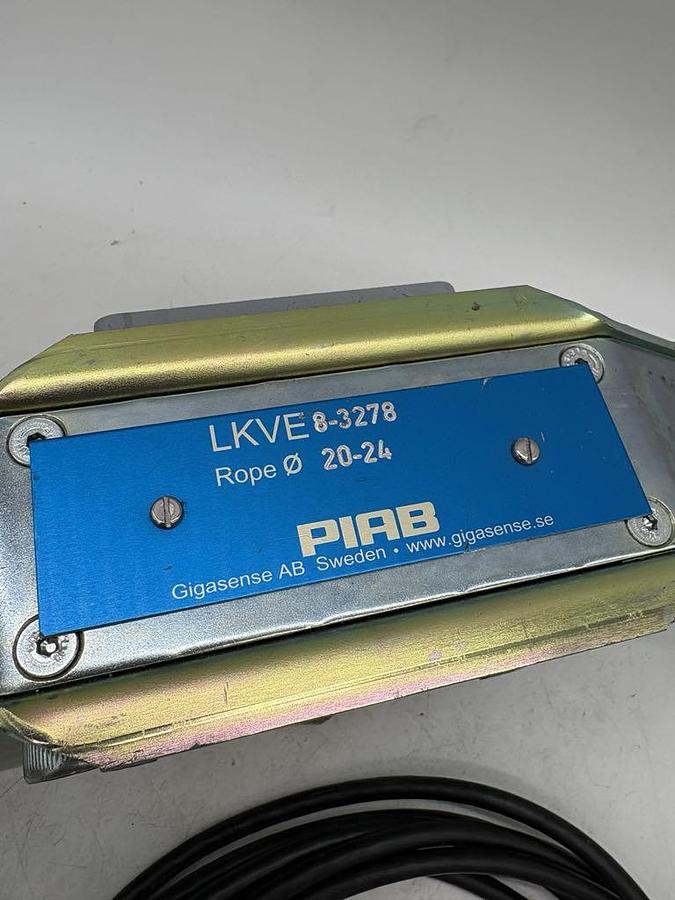 LKVE 8-3278
Rope Ø 20-24
PIAB
Gigasense AB Sweden • www.gigasense.se